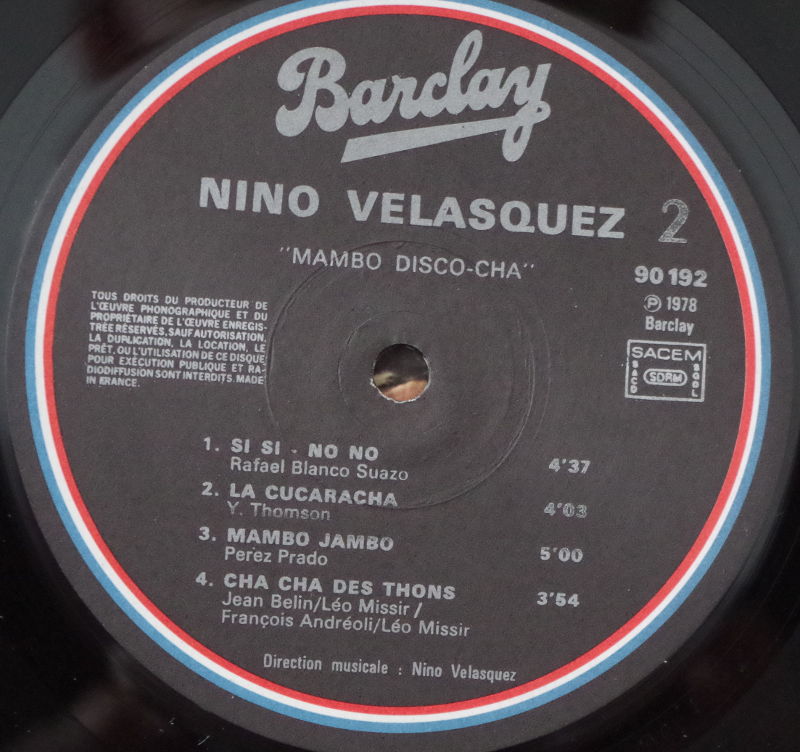 Barclay
NINO VELASQUEZ 2
"MAMBO DISCO-CHA"
90 192
℗ 1978
Barclay
TOUS DROITS DU PRODUCTEUR DE
L'ŒUVRE PHONOGRAPHIQUE ET DU
PROPRIÉTAIRE DE L'ŒUVRE ENREGIS-
TRÉE RÉSERVÉS, SAUF AUTORISATION,
LA DUPLICATION, LA LOCATION, LE
PRÊT, OU L'UTILISATION DE CE DISQUE
POUR EXÉCUTION PUBLIQUE ET RA-
DIODIFFUSION SONT INTERDITS. MADE
IN FRANCE.
SACEM
SACD
SDRM
SGDL
1. SI SI - NO NO
Rafael Blanco Suazo 4'37
2. LA CUCARACHA
Y. Thomson 4'03
3. MAMBO JAMBO
Perez Prado 5'00
4. CHA CHA DES THONS 3'54
Jean Belin/Léo Missir/
François Andréoli/Léo Missir
Direction musicale : Nino Velasquez